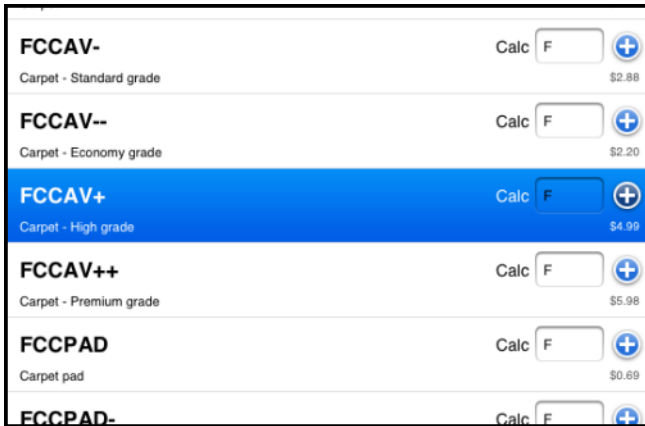 FCCAV- Calc F
Carpet - Standard grade $2.88
FCCAV-- Calc F
Carpet - Economy grade $2.20
FCCAV+ Calc F
Carpet - High grade $4.99
FCCAV++ Calc F
Carpet - Premium grade $5.98
FCCPAD Calc F
Carpet pad $0.69
FCCPAD- Calc F